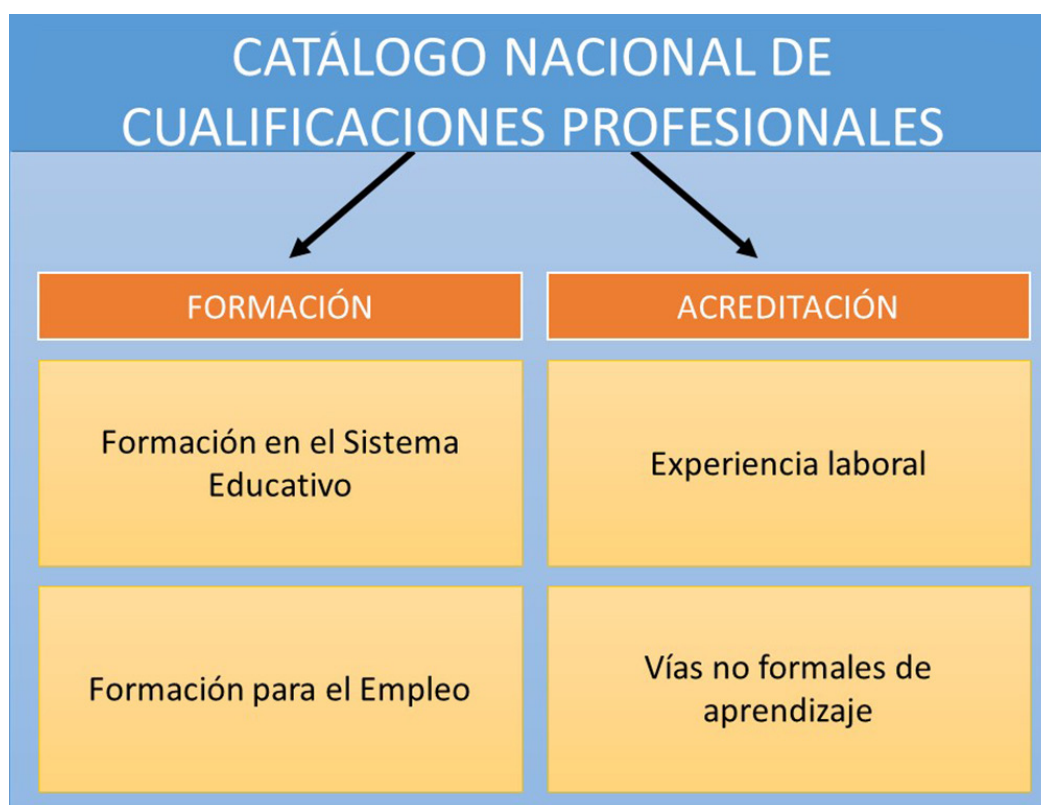 CATÁLOGO NACIONAL DE
CUALIFICACIONES PROFESIONALES
FORMACIÓN
ACREDITACIÓN
Formación en el Sistema
Educativo
Experiencia laboral
Formación para el Empleo
Vías no formales de
aprendizaje